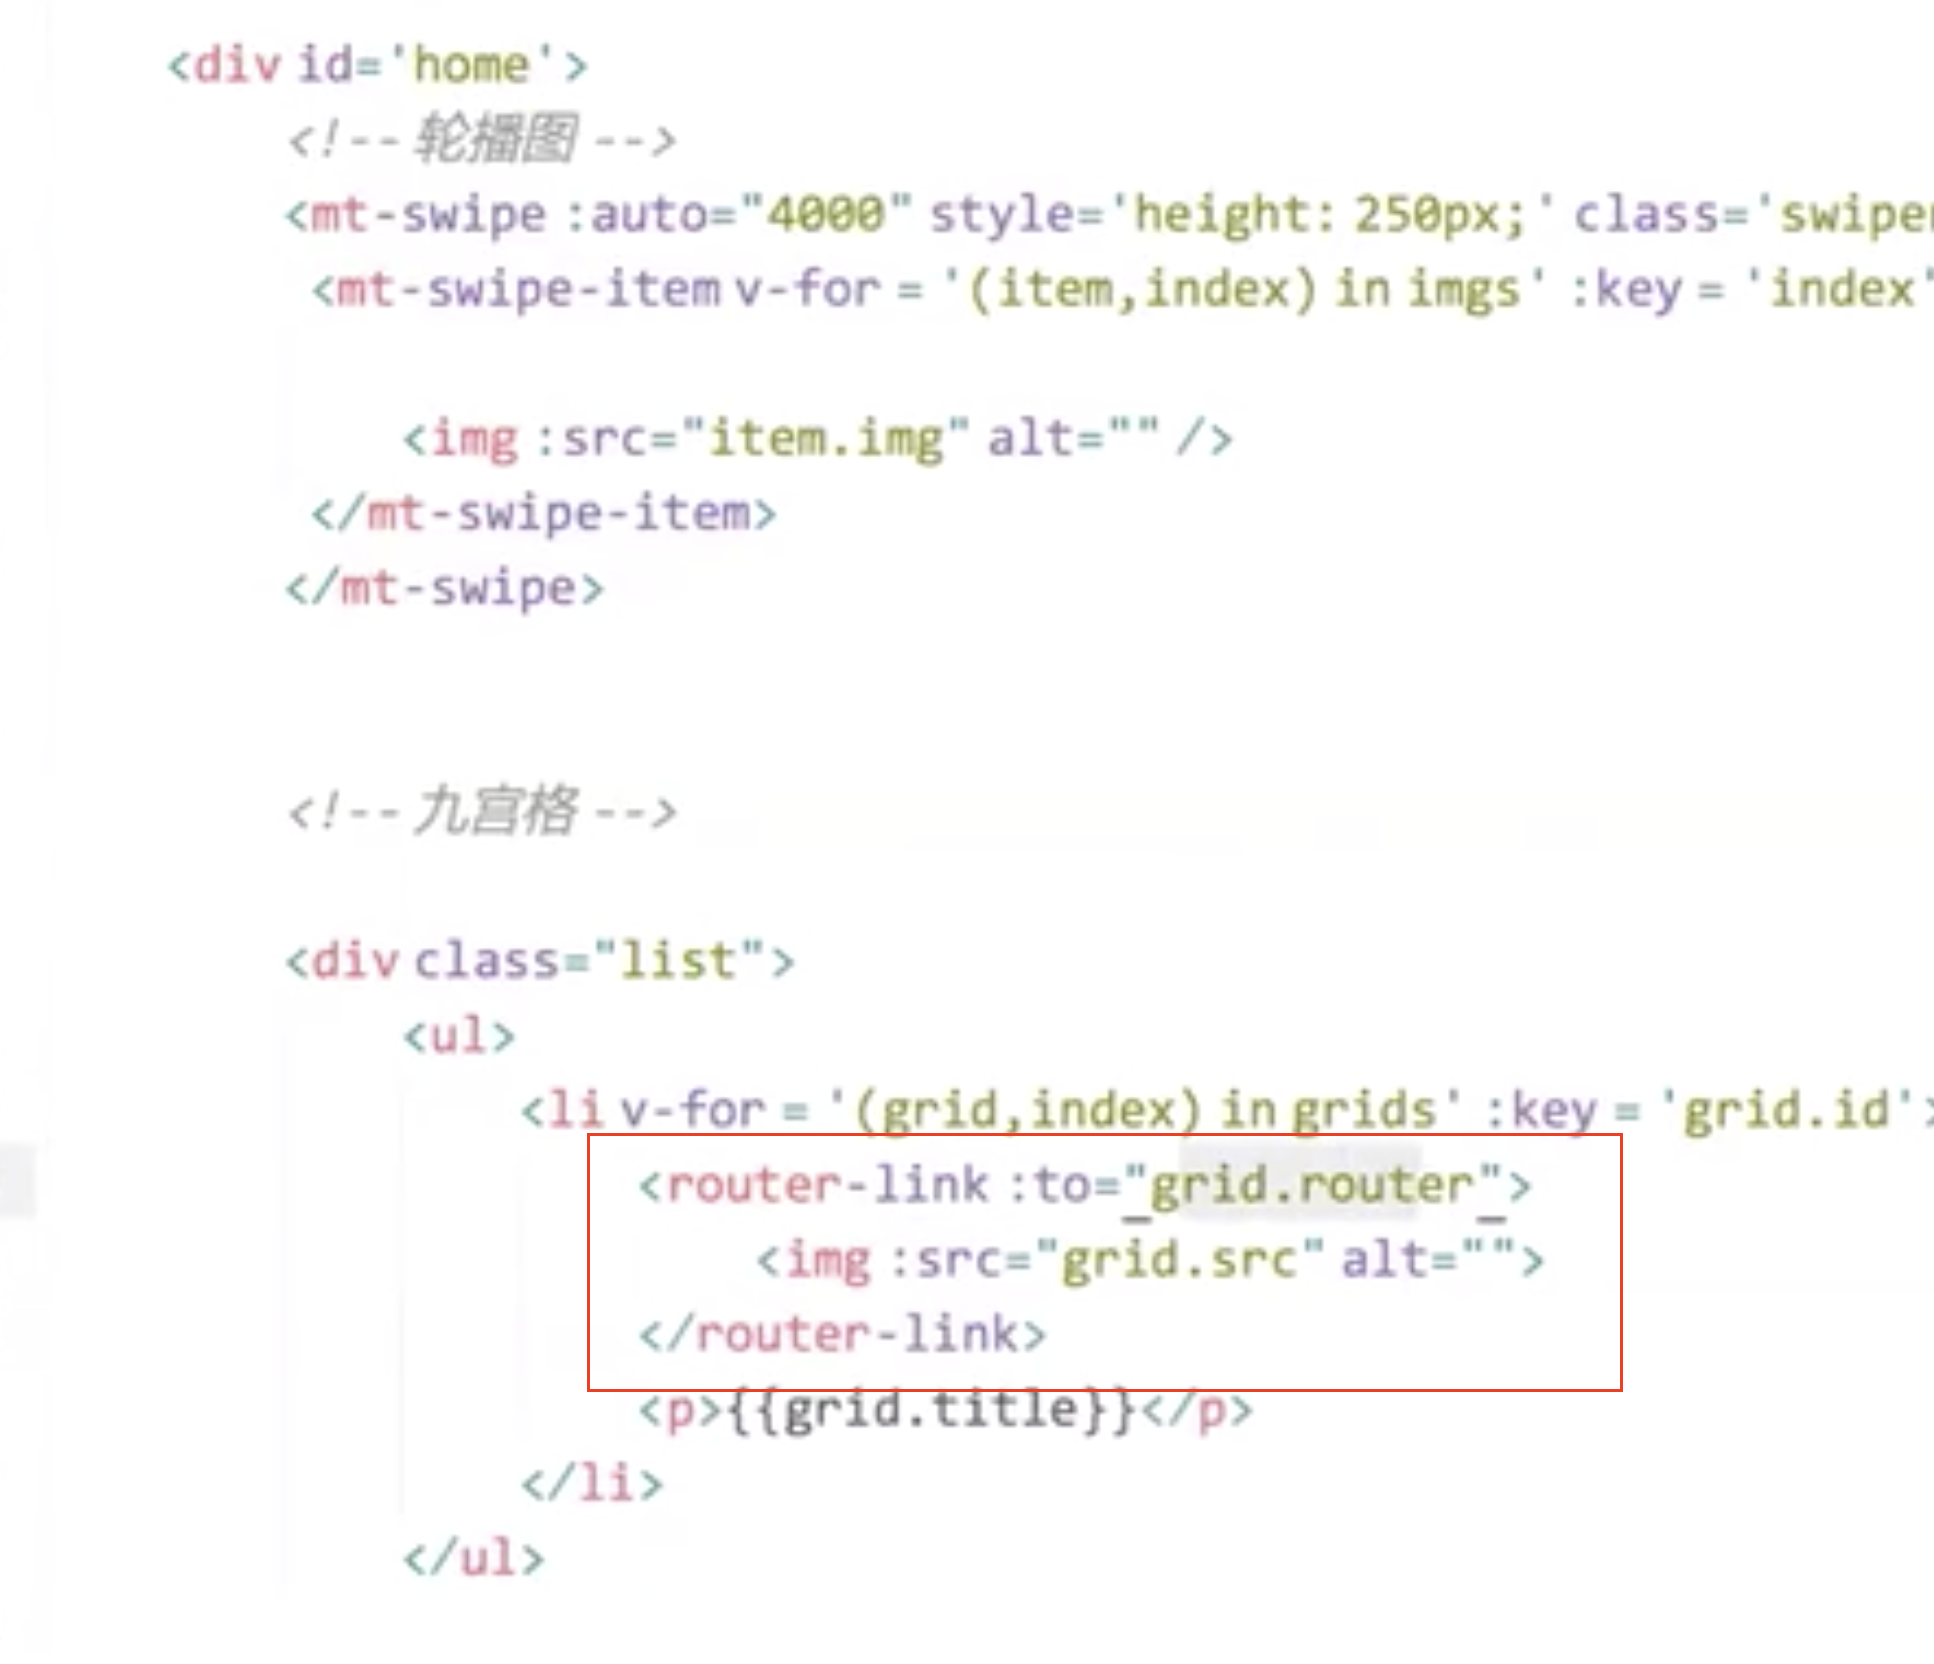 <div id='home'>
<!-- 轮播图 -->
<mt-swipe :auto="4000" style='height: 250px;' class='swiper
<mt-swipe-item v-for = '(item,index) in imgs' :key = 'index'
<img :src="item.img" alt="" />
</mt-swipe-item>
</mt-swipe>
<!-- 九宫格 -->
<div class="list">
<ul>
<li v-for = '(grid,index) in grids' :key = 'grid.id'>
<router-link :to="grid.router">
<img :src="grid.src" alt="">
</router-link>
<p>{{grid.title}}</p>
</li>
</ul>